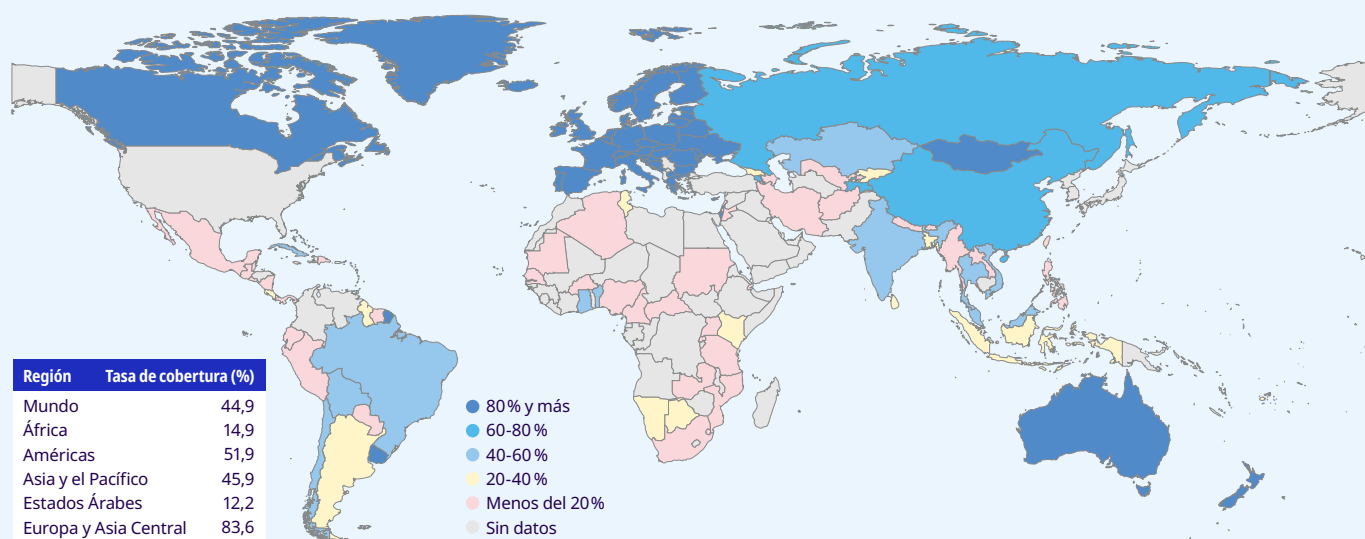 Región Tasa de cobertura (%)
Mundo 44,9
África 14,9
Américas 51,9
Asia y el Pacífico 45,9
Estados Árabes 12,2
Europa y Asia Central 83,6
80 % y más
60-80 %
40-60 %
20-40 %
Menos del 20 %
Sin datos